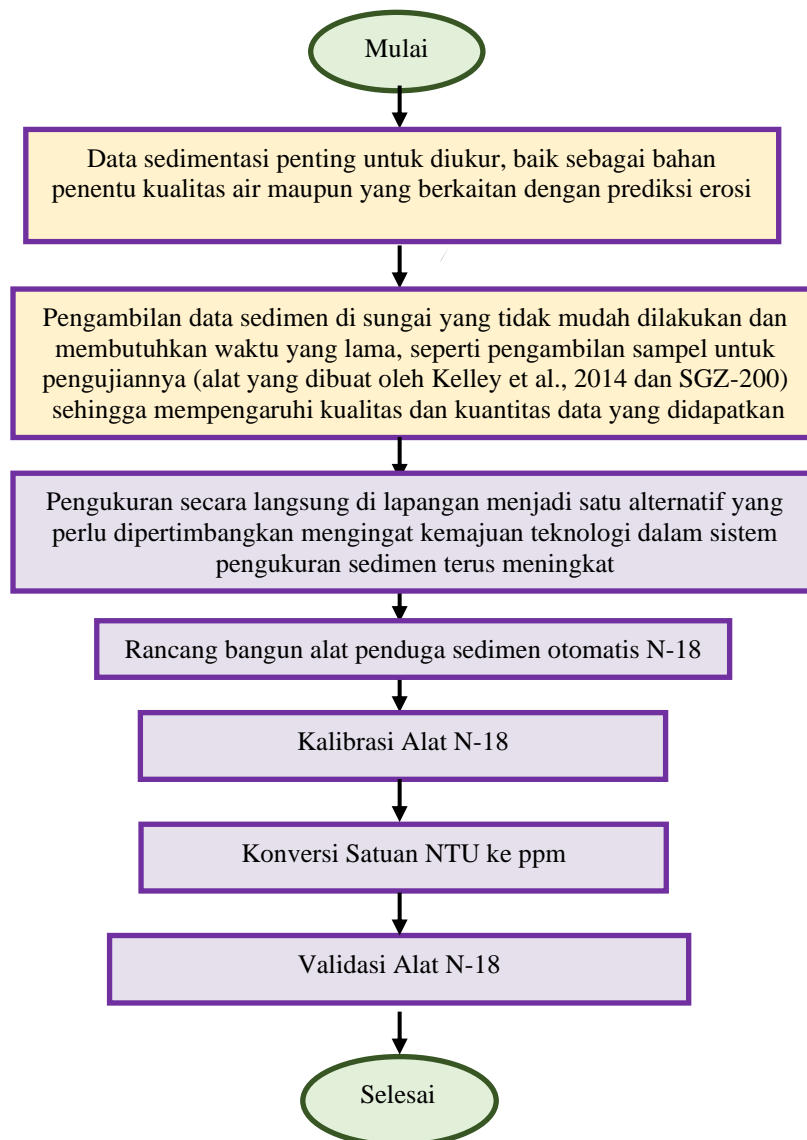 Mulai
Data sedimentasi penting untuk diukur, baik sebagai bahan
penentu kualitas air maupun yang berkaitan dengan prediksi erosi
Pengambilan data sedimen di sungai yang tidak mudah dilakukan dan
membutuhkan waktu yang lama, seperti pengambilan sampel untuk
pengujiannya (alat yang dibuat oleh Kelley et al., 2014 dan SGZ-200)
sehingga mempengaruhi kualitas dan kuantitas data yang didapatkan
Pengukuran secara langsung di lapangan menjadi satu alternatif yang
perlu dipertimbangkan mengingat kemajuan teknologi dalam sistem
pengukuran sedimen terus meningkat
Rancang bangun alat penduga sedimen otomatis N-18
Kalibrasi Alat N-18
Konversi Satuan NTU ke ppm
Validasi Alat N-18
Selesai